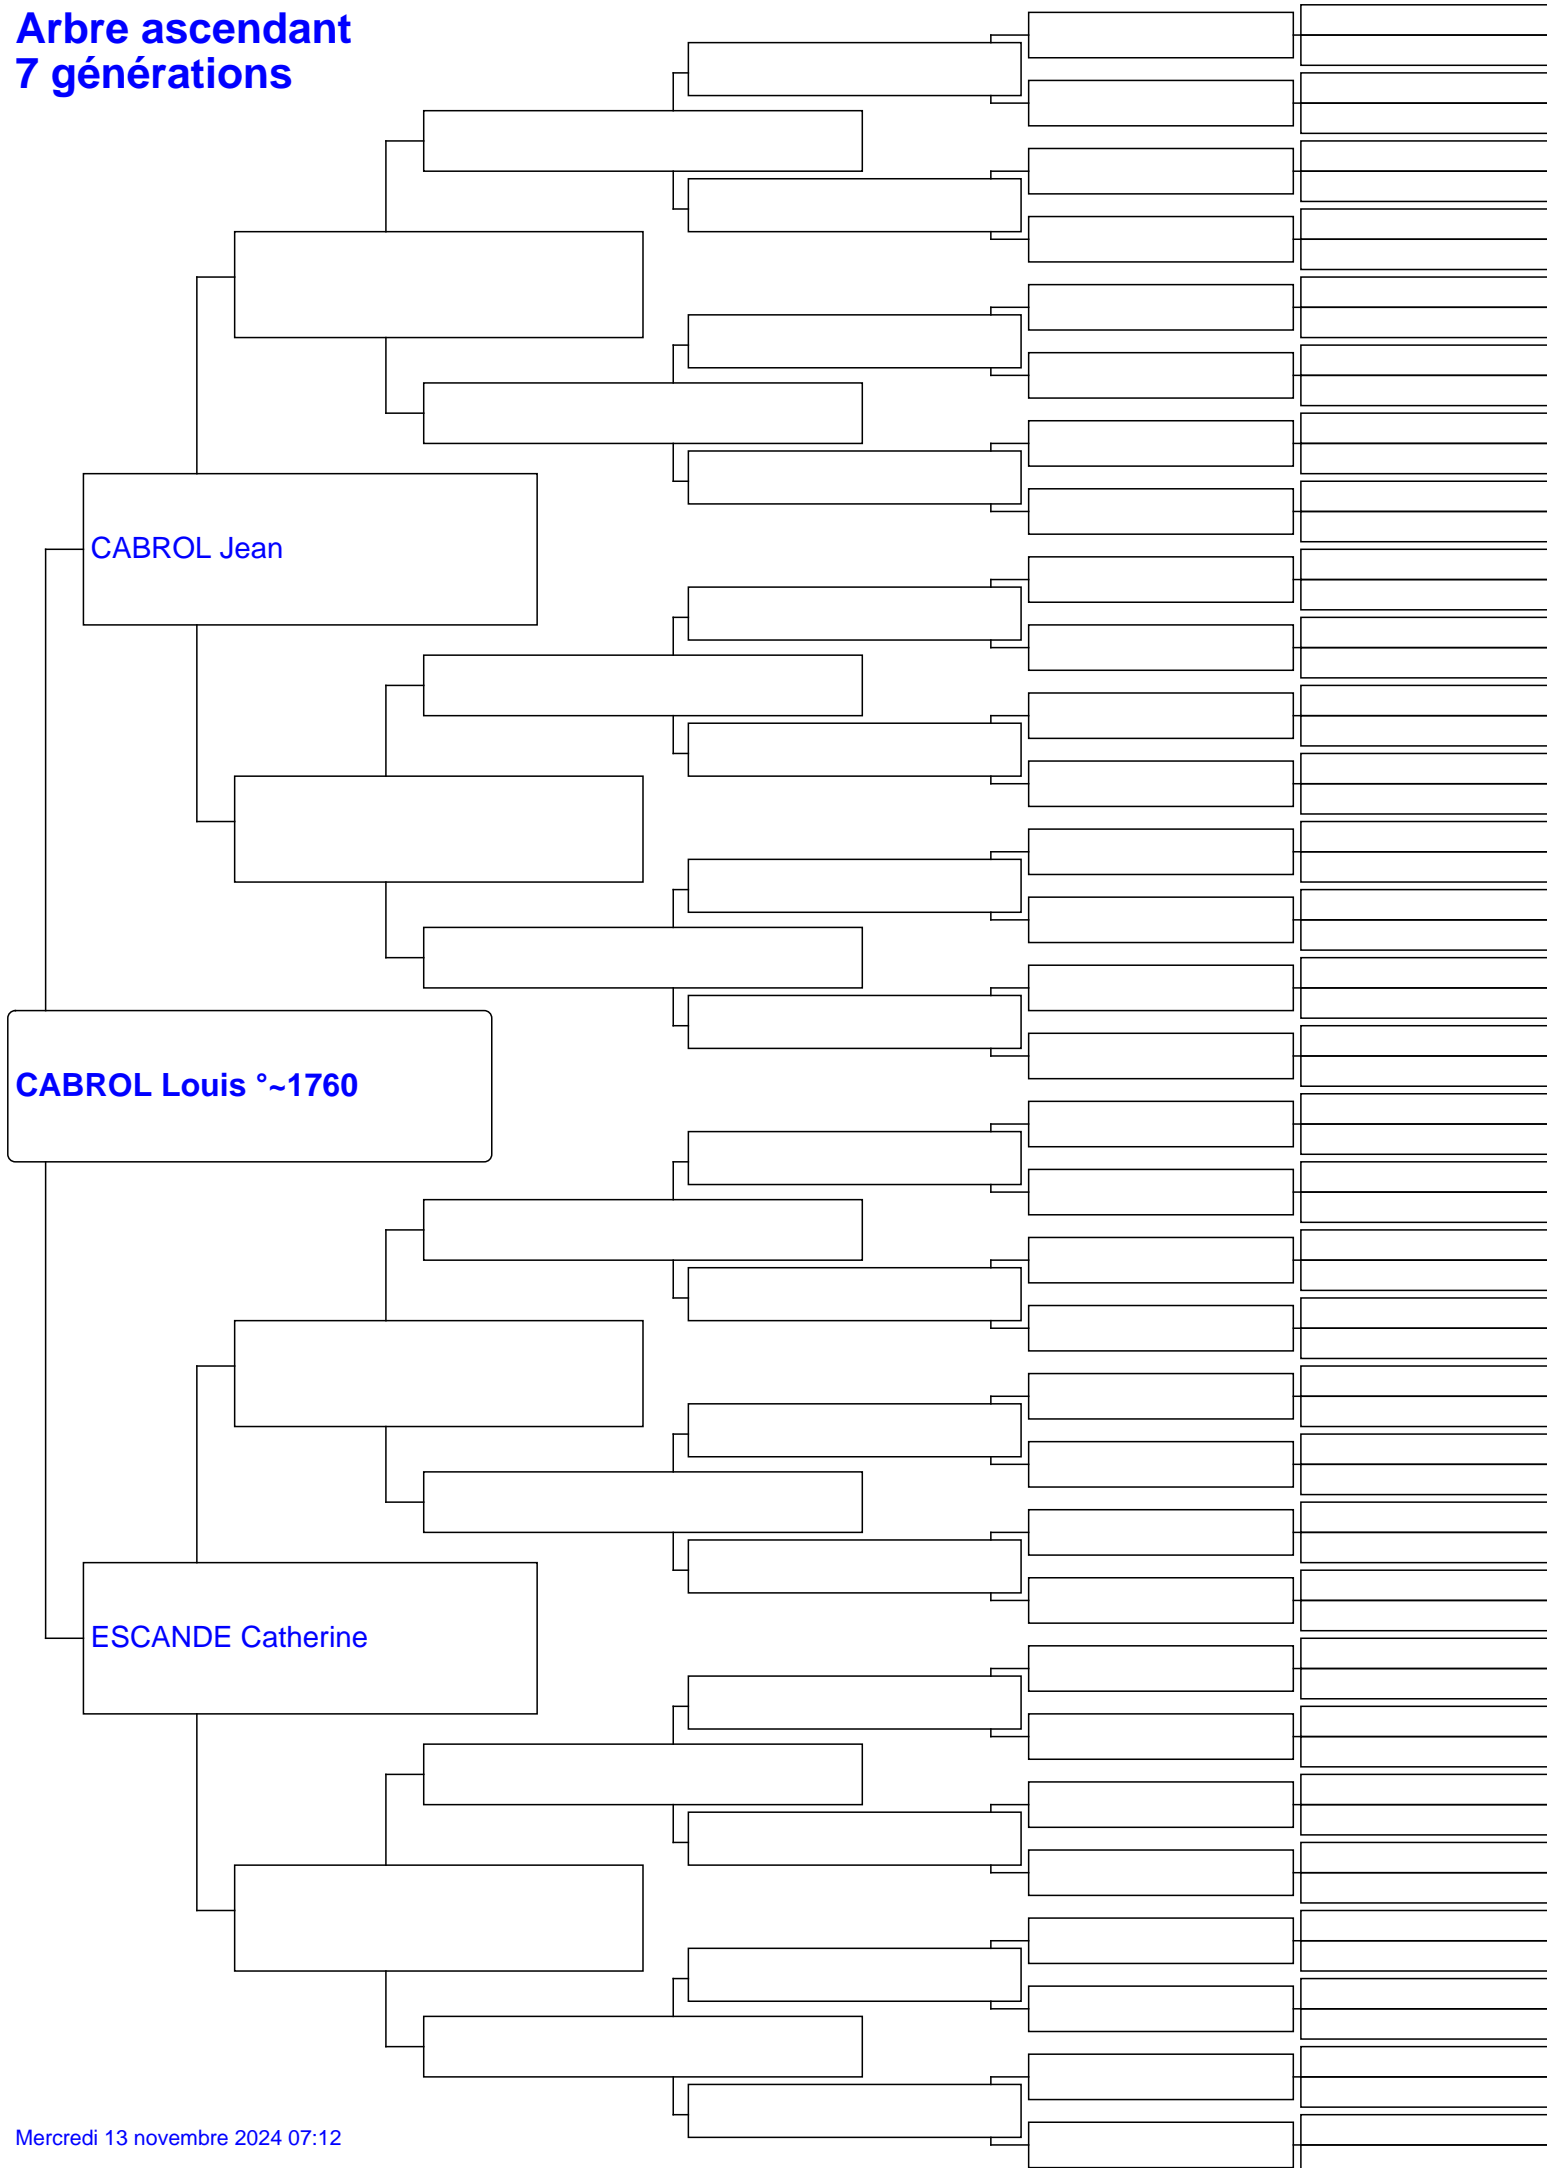 Arbre ascendant
7 générations
CABROL Jean
CABROL Louis °~1760
ESCANDE Catherine
Mercredi 13 novembre 2024 07:12